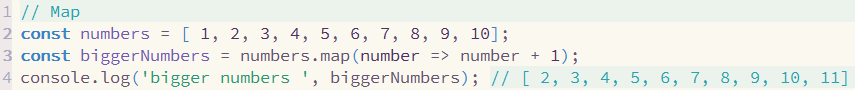 1 // Map
2 const numbers = [ 1, 2, 3, 4, 5, 6, 7, 8, 9, 10];
3 const biggerNumbers = numbers.map(number => number + 1);
4 console.log('bigger numbers ', biggerNumbers); // [ 2, 3, 4, 5, 6, 7, 8, 9, 10, 11]